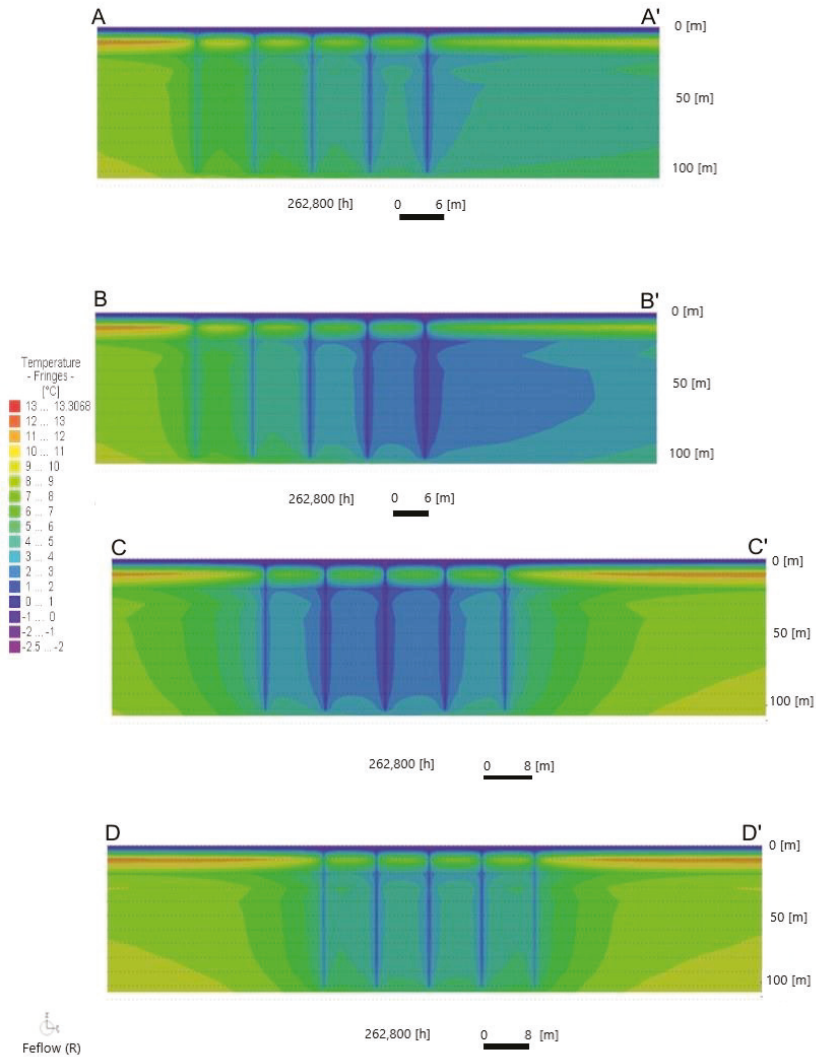 A A' 0 [m]
50 [m]
100 [m]
262,800 [h] 0 6 [m]
B B' 0 [m]
50 [m]
100 [m]
262,800 [h] 0 6 [m]
Temperature
- Fringes -
[°C]
13 ... 13.3068
12 ... 13
11 ... 12
10 ... 11
9 ... 10
8 ... 9
7 ... 8
6 ... 7
5 ... 6
4 ... 5
3 ... 4
2 ... 3
1 ... 2
0 ... 1
-1 ... 0
-2 ... -1
-2.5 ... -2
C C' 0 [m]
50 [m]
100 [m]
262,800 [h] 0 8 [m]
D D' 0 [m]
50 [m]
100 [m]
262,800 [h] 0 8 [m]
Feflow (R)